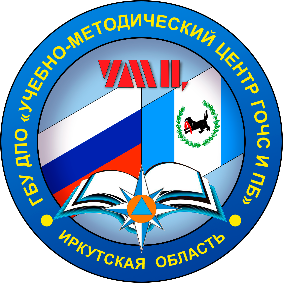 ГБУ ДПО «УЧЕБНО-МЕТОДИЧЕСКИЙ ЦЕНТР ГОЧС И ПБ»
УМЦ
ИРКУТСКАЯ ОБЛАСТЬ